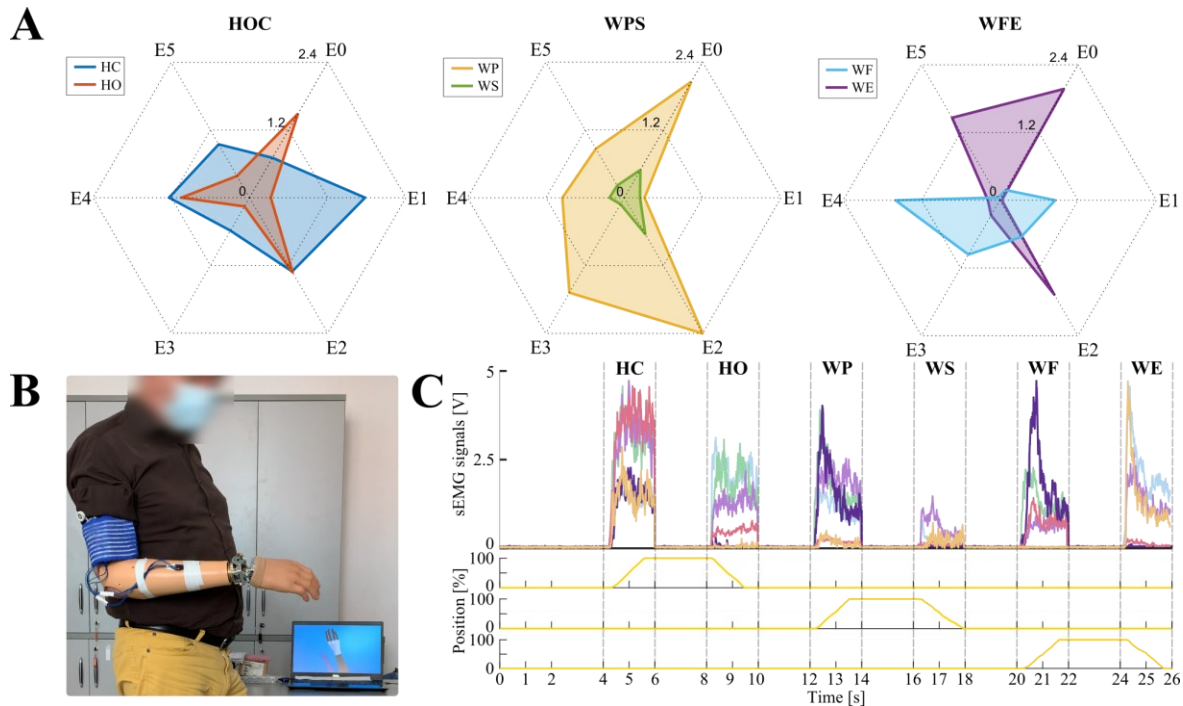 A
HOC
WPS
WFE
HC
HO
E5
2.4
E0
1.2
0
E4
E1
E3
E2
WP
WS
2.4
E0
1.2
0
E4
E1
E3
E2
WF
WE
E5
2.4
E0
1.2
0
E4
E1
E3
E2
B
C
HC HO WP WS WF WE
sEMG signals [V]
5
2.5
0
Position [%]
100
0
100
0
100
0
0 1 2 4 5 6 8 9 10 12 13 14 16 17 18 20 21 22 24 25 26
Time [s]